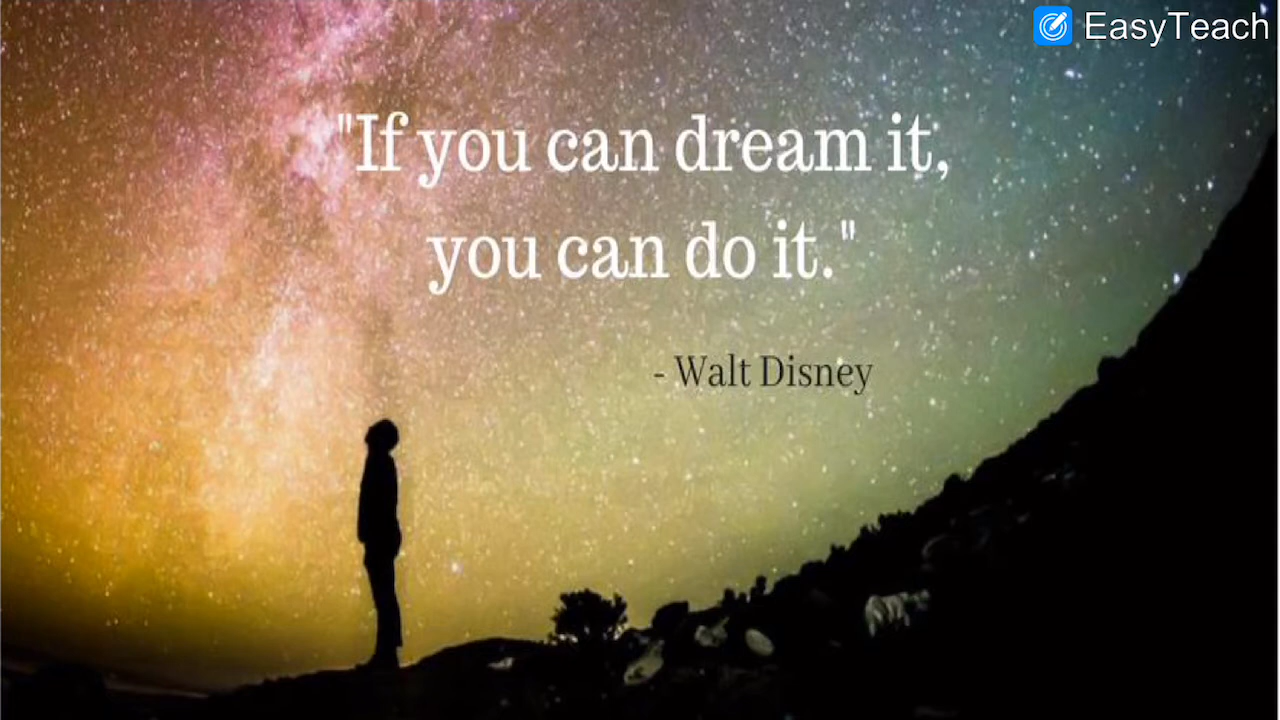 EasyTeach
"If you can dream it,
you can do it."
- Walt Disney